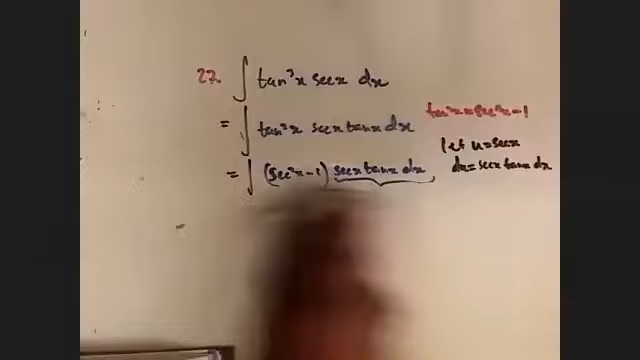 27. ∫ tan³x secx dx
= ∫ tan²x secx tanx dx
tan²x = sec²x - 1
= ∫ (sec²x - 1) secx tanx dx
let u = secx
du = secx tanx dx